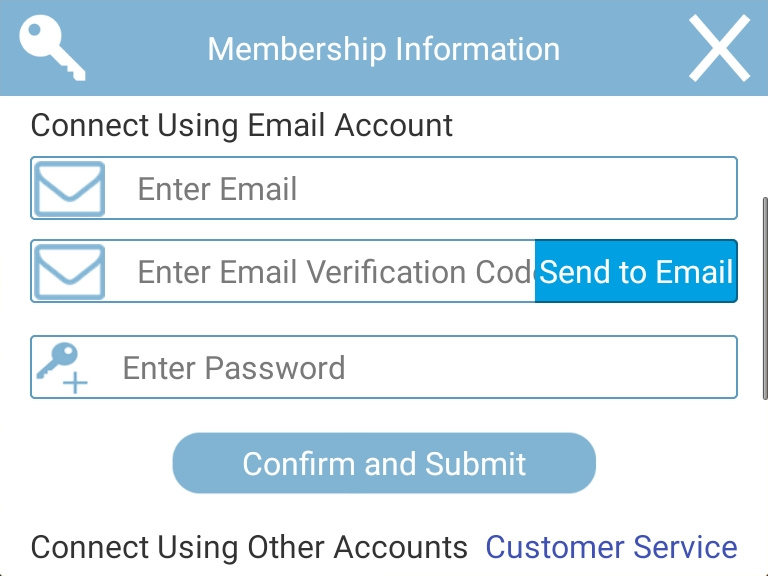 Membership Information
Connect Using Email Account
Enter Email
Enter Email Verification Code
Send to Email
Enter Password
Confirm and Submit
Connect Using Other Accounts Customer Service